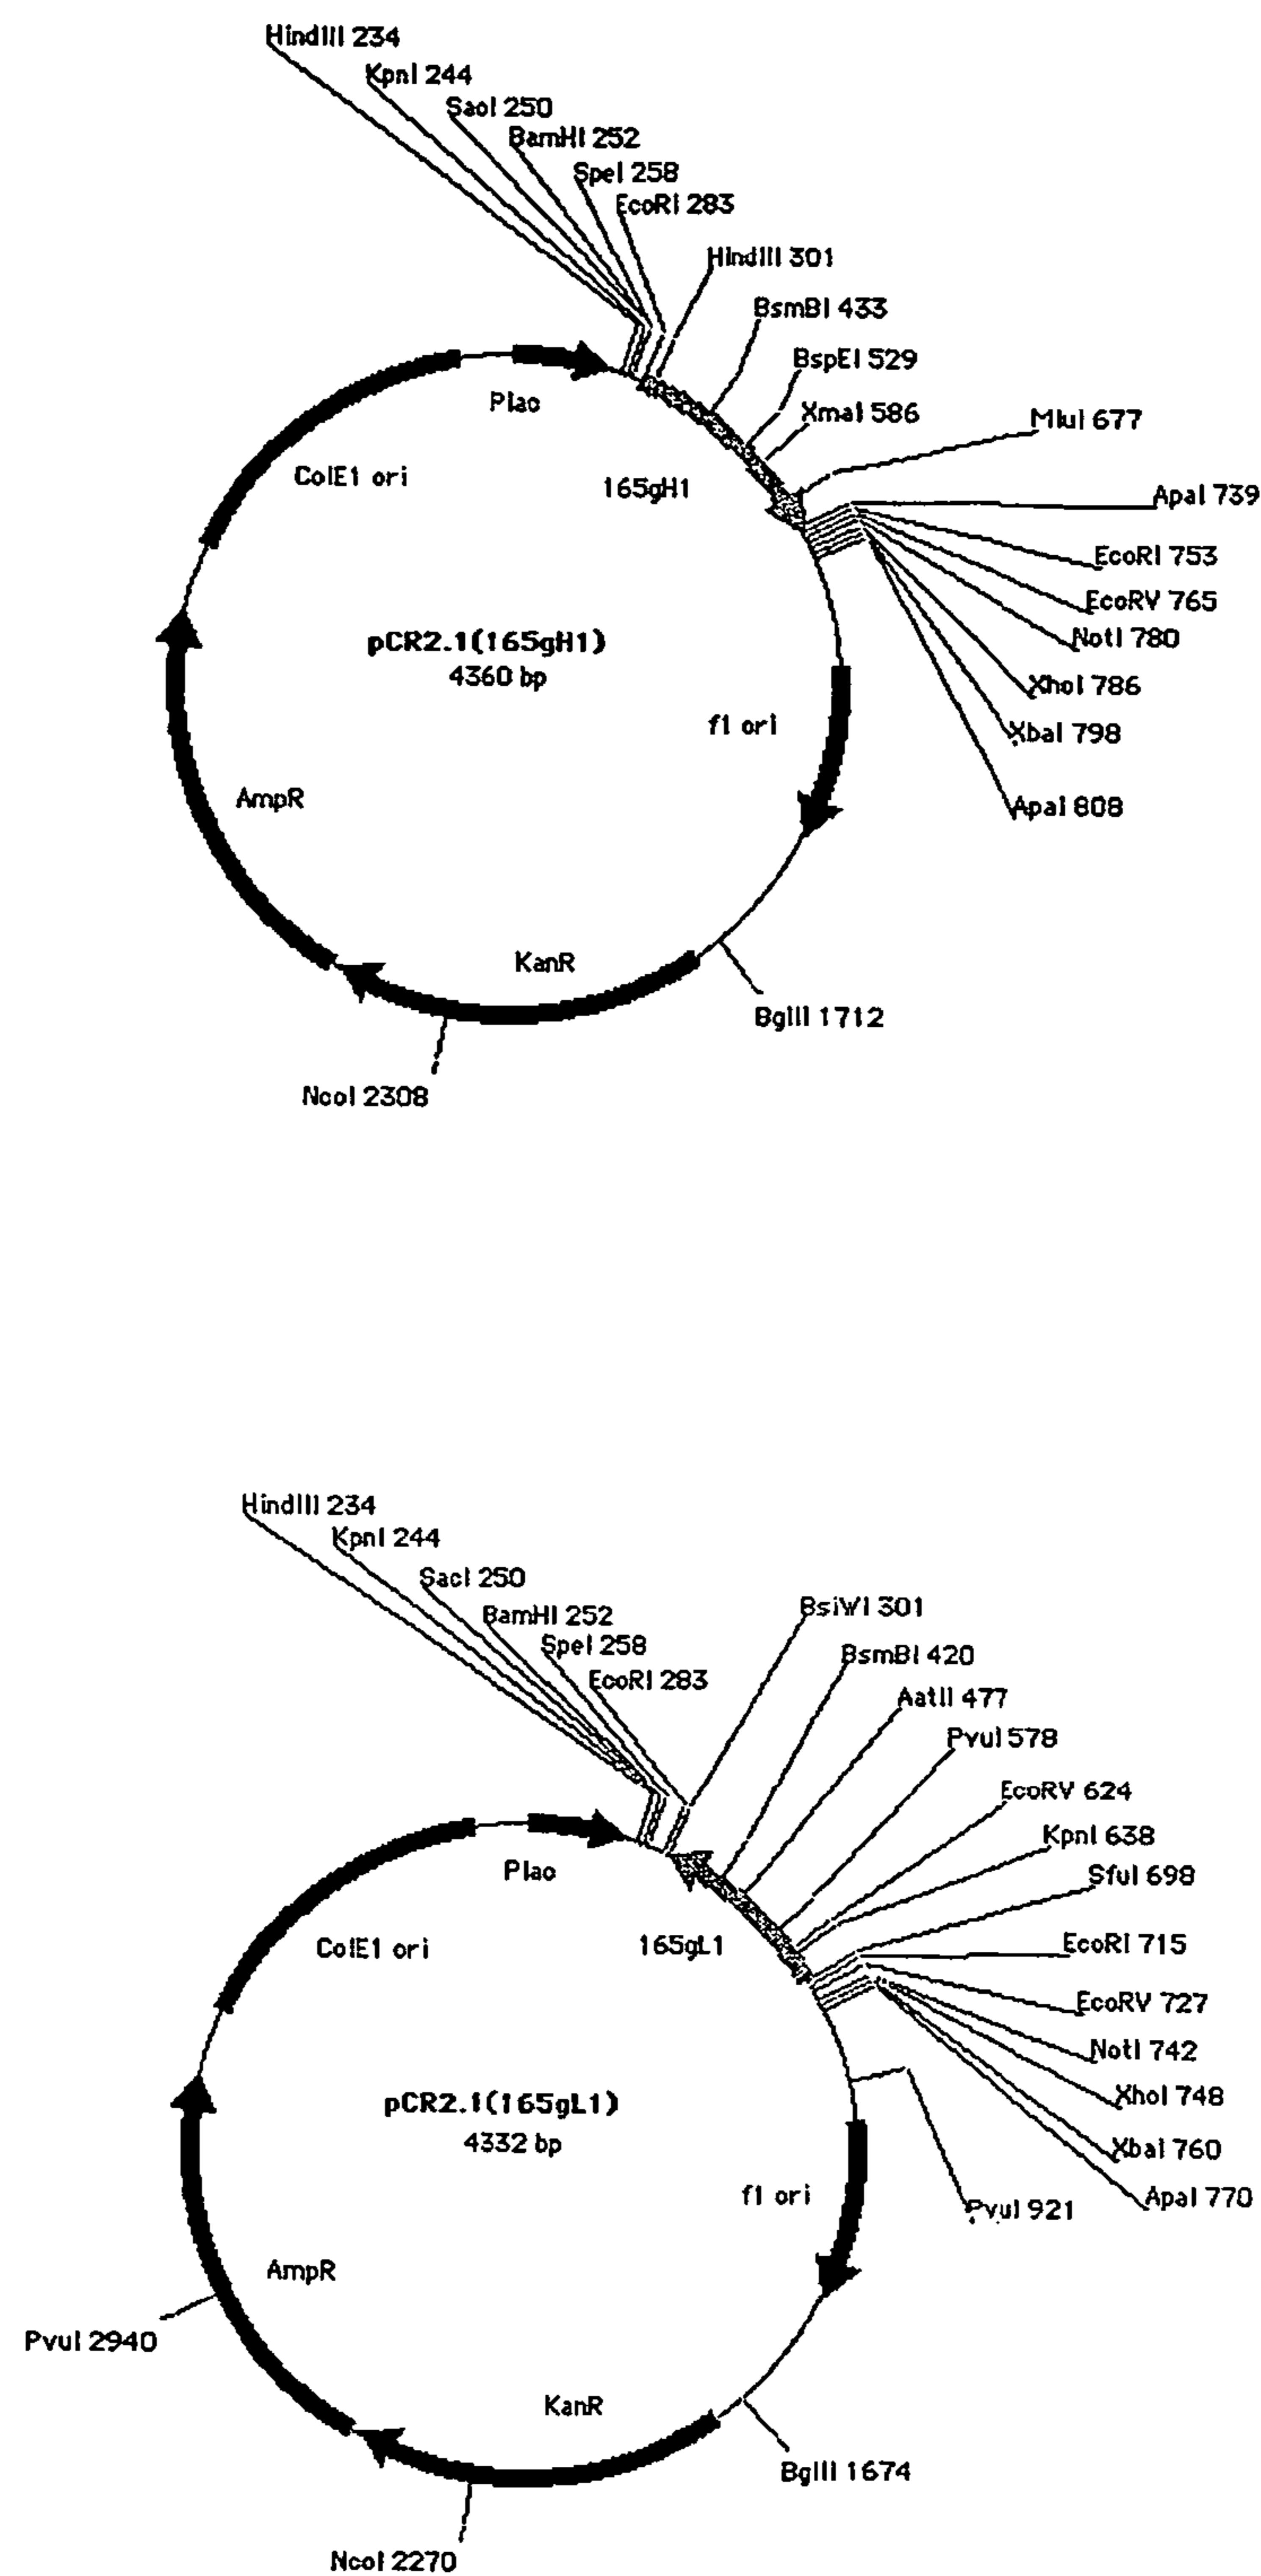 HindIII 234
KpnI 244
SacI 250
BamHI 252
SpeI 258
EcoRI 283
HindIII 301
BsmBI 433
BspEI 529
XmaI 586
MluI 677
ApaI 739
EcoRI 753
EcoRV 765
NotI 780
XhoI 786
XbaI 798
ApaI 808
Plac
ColE1 ori
165gH1
pCR2.1(165gH1)
4360 bp
f1 ori
AmpR
KanR
BglII 1712
NcoI 2308
HindIII 234
KpnI 244
SacI 250
BamHI 252
SpeI 258
EcoRI 283
BsiWI 301
BsmBI 420
AatII 477
PvuI 578
EcoRV 624
KpnI 638
SfuI 698
EcoRI 715
EcoRV 727
NotI 742
XhoI 748
XbaI 760
ApaI 770
PvuI 921
Plac
ColE1 ori
165gL1
pCR2.1(165gL1)
4332 bp
f1 ori
AmpR
PvuI 2940
KanR
BglII 1674
NcoI 2270